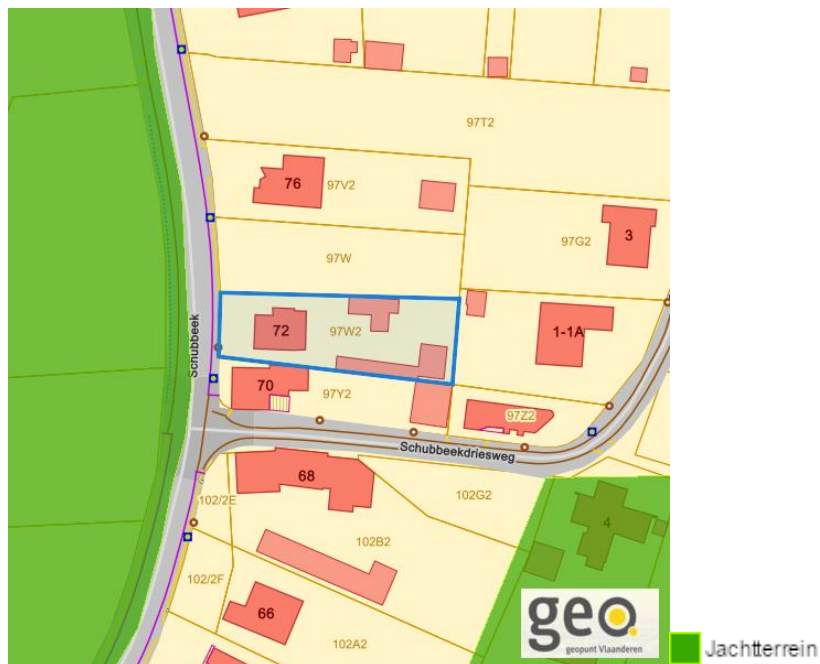 97T2
76
97V2
3
97G2
97W
Schubbeek
72
97W2
1-1A
70
97Y2
97Z2
Schubbeekdriesweg
68
102/2E
102G2
4
102B2
102/2F
66
102A2
geo.
geopunt Vlaanderen
Jachtterrein